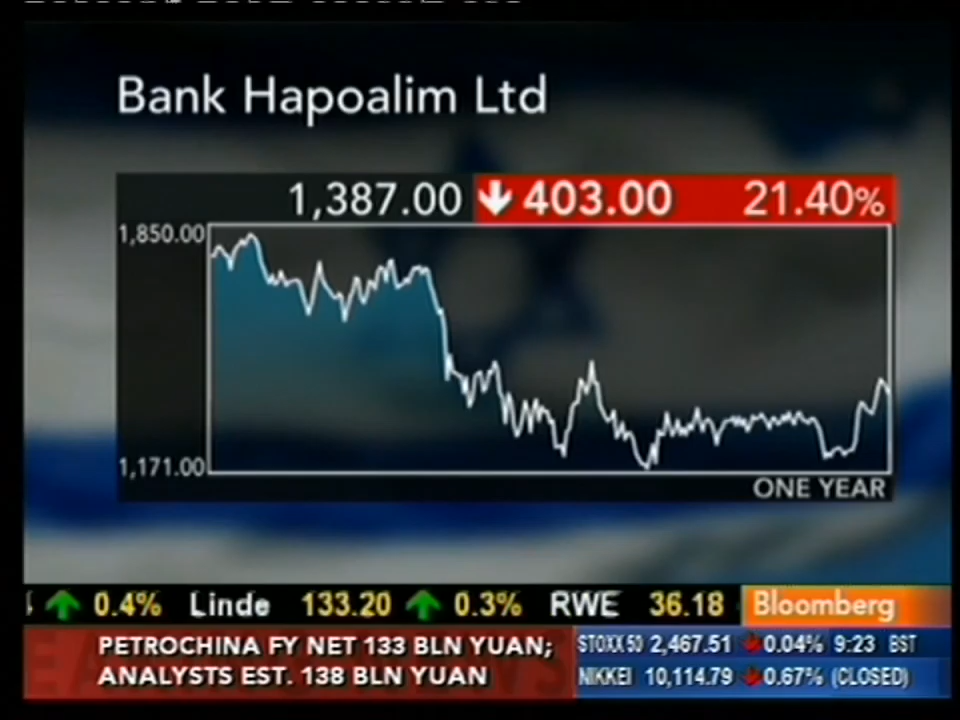 Bank Hapoalim Ltd
1,387.00 403.00 21.40%
1,850.00
1,171.00
ONE YEAR
0.4% Linde 133.20 0.3% RWE 36.18 Bloomberg
PETROCHINA FY NET 133 BLN YUAN;
ANALYSTS EST. 138 BLN YUAN
STOXX50 2,467.51 0.04% 9:23 BST
NIKKEI 10,114.79 0.67% (CLOSED)